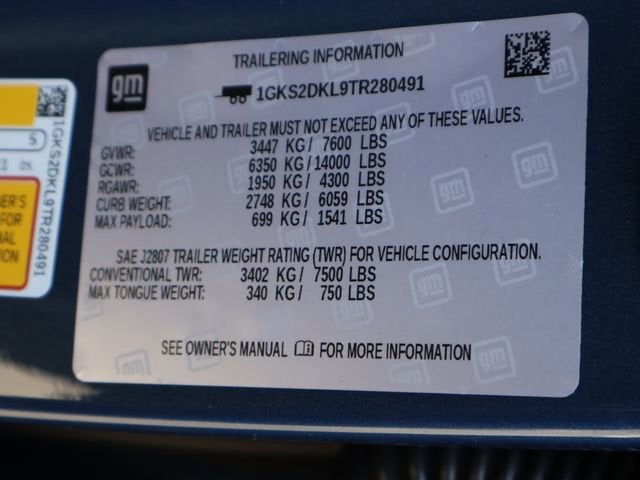 TRAILERING INFORMATION
gm
1GKS2DKL9TR280491
VEHICLE AND TRAILER MUST NOT EXCEED ANY OF THESE VALUES.
GVWR: 3447 KG/ 7600 LBS
GCWR: 6350 KG/ 14000 LBS
RGAWR: 1950 KG/ 4300 LBS
CURB WEIGHT: 2748 KG/ 6059 LBS
MAX PAYLOAD: 699 KG/ 1541 LBS
SAE J2807 TRAILER WEIGHT RATING (TWR) FOR VEHICLE CONFIGURATION.
CONVENTIONAL TWR: 3402 KG/ 7500 LBS
MAX TONGUE WEIGHT: 340 KG/ 750 LBS
SEE OWNER'S MANUAL FOR MORE INFORMATION
1GKS2DKL9TR280491
5
FOR